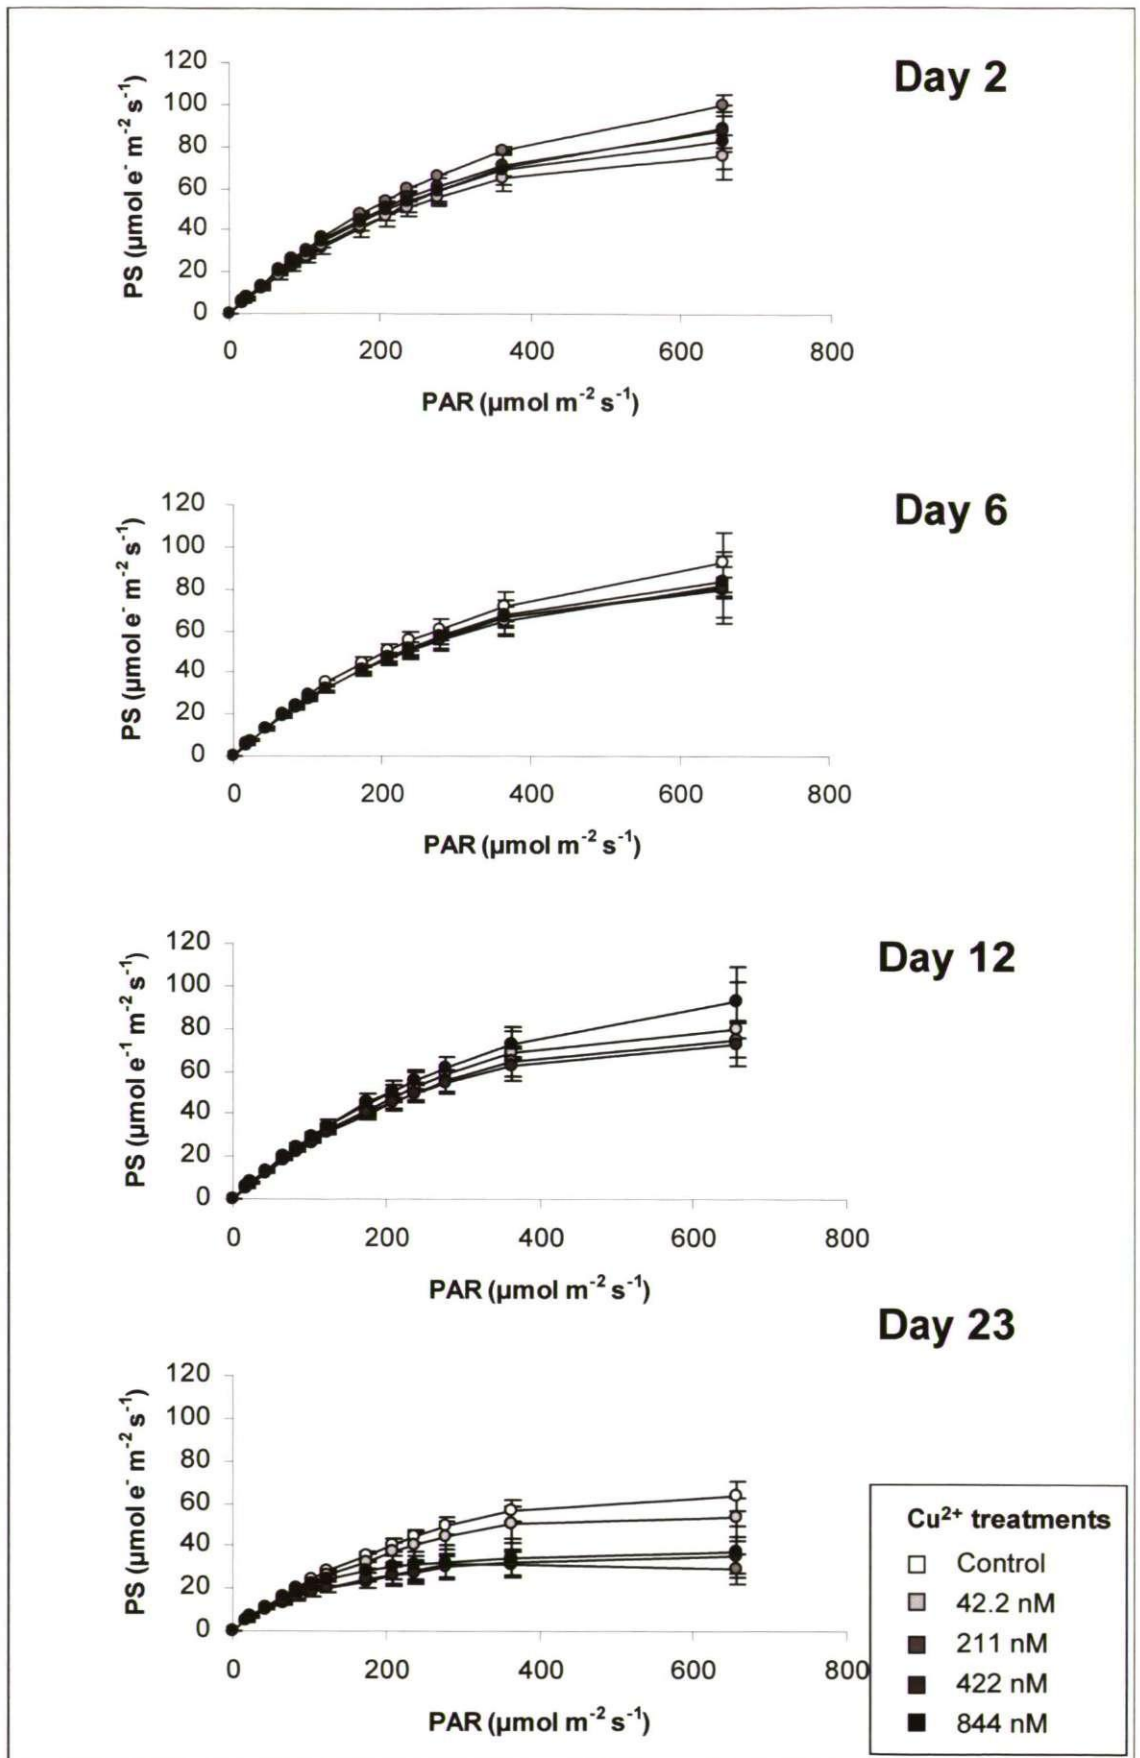 Day 2
PS (µmol e⁻ m⁻² s⁻¹)
120
100
80
60
40
20
0
0 200 400 600 800
PAR (µmol m⁻² s⁻¹)
Day 6
PS (µmol e⁻ m⁻² s⁻¹)
120
100
80
60
40
20
0
0 200 400 600 800
PAR (µmol m⁻² s⁻¹)
Day 12
PS (µmol e⁻¹ m⁻² s⁻¹)
120
100
80
60
40
20
0
0 200 400 600 800
PAR (µmol m⁻² s⁻¹)
Day 23
PS (µmol e⁻ m⁻² s⁻¹)
120
100
80
60
40
20
0
0 200 400 600 800
PAR (µmol m⁻² s⁻¹)
Cu²⁺ treatments
Control
42.2 nM
211 nM
422 nM
844 nM